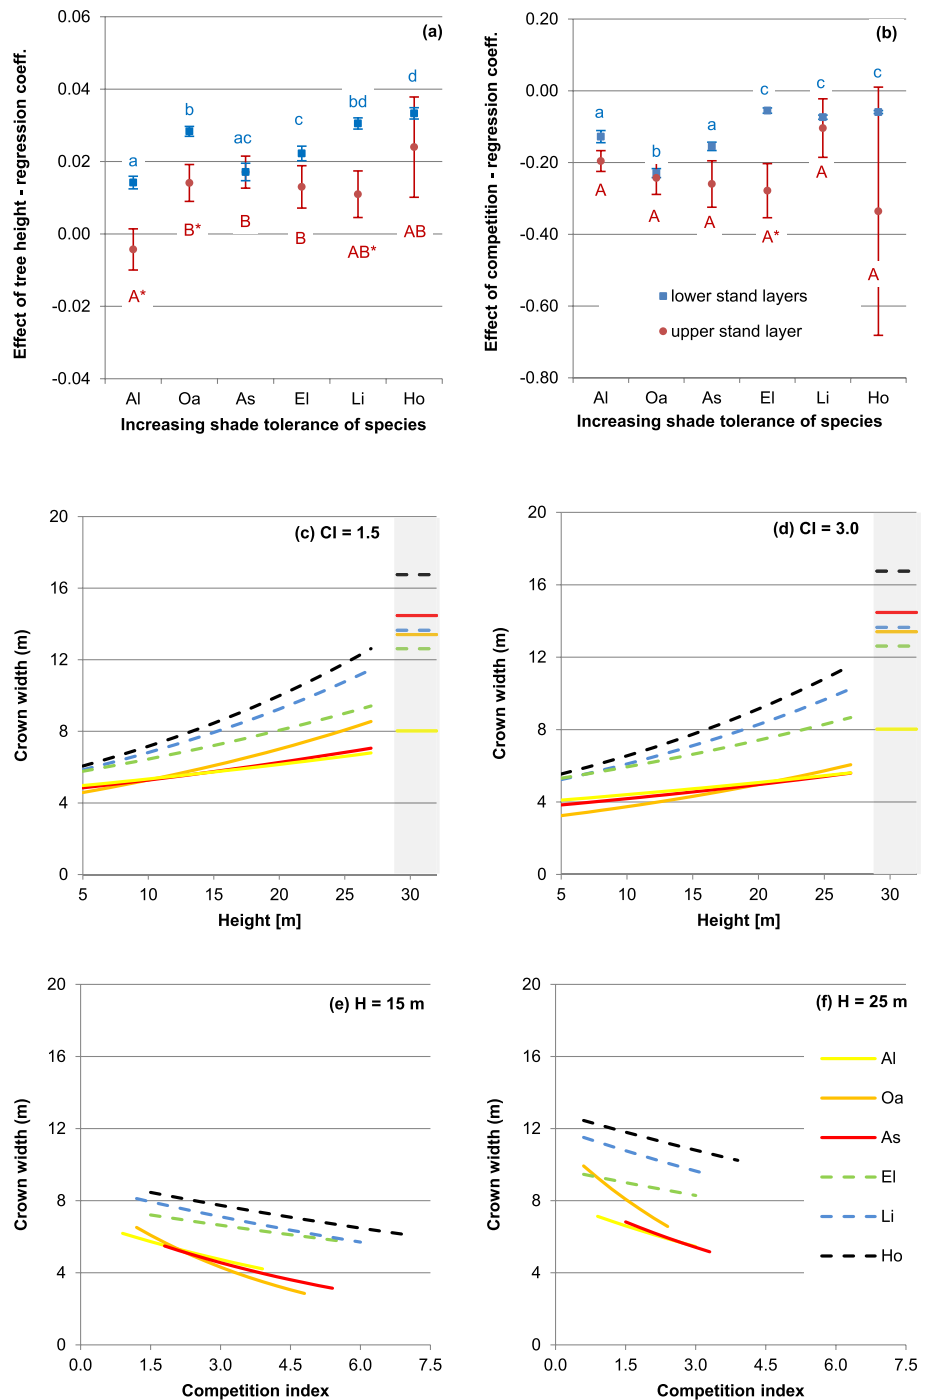 (a)
Effect of tree height - regression coeff.
0.06
0.04
0.02
0.00
-0.02
-0.04
a
b
ac
c
bd
d
A*
B*
B
B
AB*
AB
Al
Oa
As
El
Li
Ho
Increasing shade tolerance of species
(b)
Effect of competition - regression coeff.
0.20
-0.00
-0.20
-0.40
-0.60
-0.80
a
b
a
c
c
c
A
A
A
A*
A
A
lower stand layers
upper stand layer
Al
Oa
As
El
Li
Ho
Increasing shade tolerance of species
(c) CI = 1.5
Crown width (m)
20
16
12
8
4
0
5
10
15
20
25
30
Height [m]
(d) CI = 3.0
Crown width (m)
20
16
12
8
4
0
5
10
15
20
25
30
Height [m]
(e) H = 15 m
Crown width (m)
20
16
12
8
4
0
0.0
1.5
3.0
4.5
6.0
7.5
Competition index
(f) H = 25 m
Crown width (m)
20
16
12
8
4
0
0.0
1.5
3.0
4.5
6.0
7.5
Competition index
Al
Oa
As
El
Li
Ho